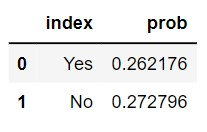 index prob
0 Yes 0.262176
1 No 0.272796